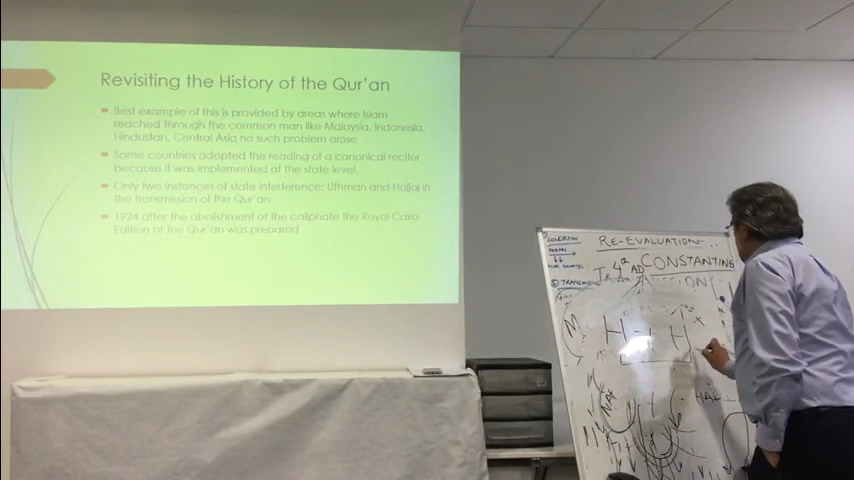 Revisiting the History of the Qur'an
Best example of this is provided by areas where Islam
reached through the common man like Malaysia, Indonesia,
Hindustan, Central Asia no such problem arose
Some countries adopted the reading of a canonical reciter
because it was implemented at the state level.
Only two instances of state interference: Uthman and Hajjaj in
the transmission of the Qur'an
1924 after the abolishment of the caliphate the Royal Cairo
Edition of the Qur'an was prepared
RE-EVALUATION
4th AD CONSTANTINE
M
H
H
NAF
HAF